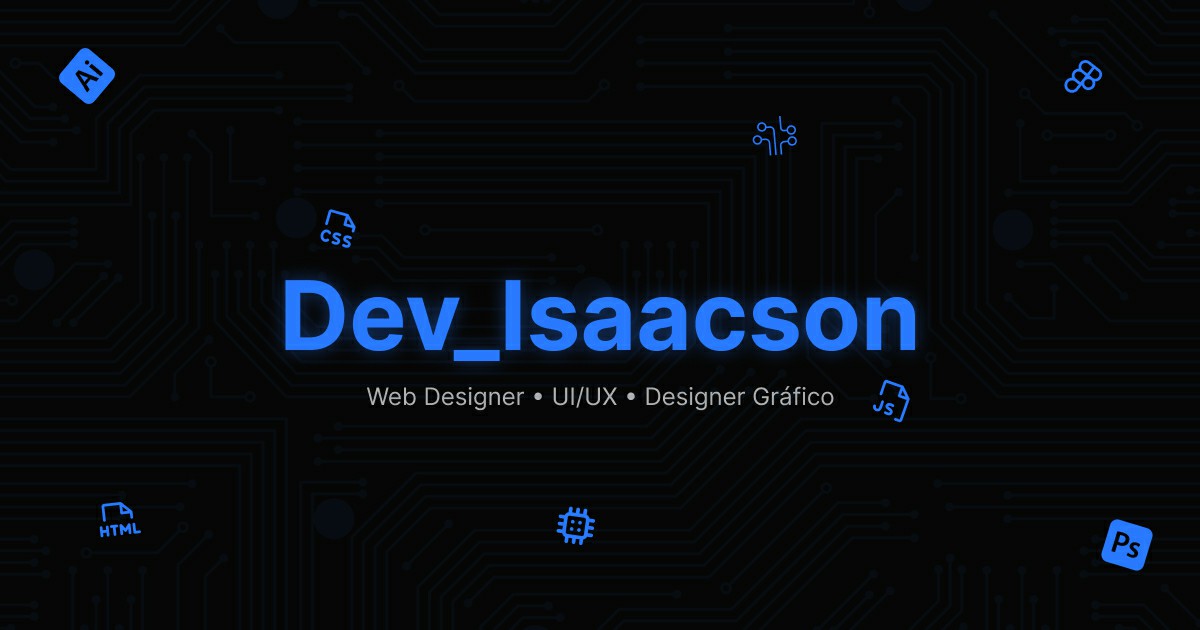 Ai
CSS
Dev_Isaacson
Web Designer • UI/UX • Designer Gráfico
JS
HTML
Ps